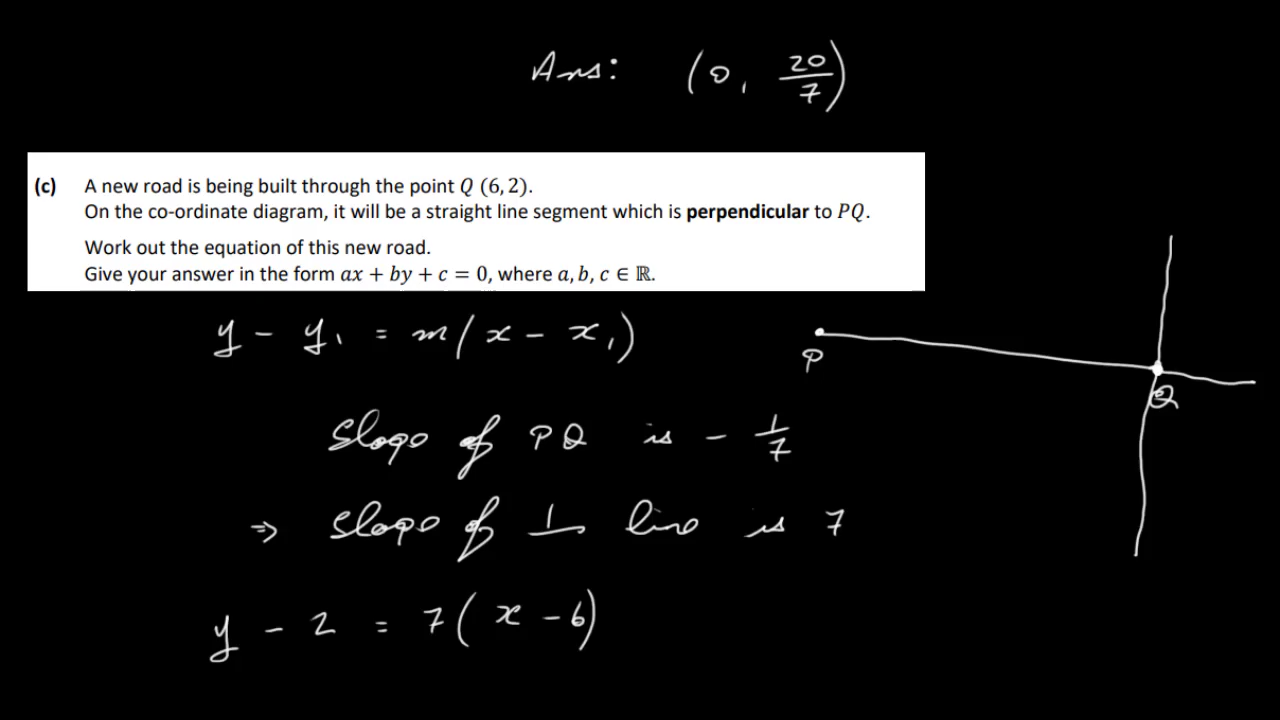 Ans: (0, 20/7)
(c) A new road is being built through the point Q (6, 2).
On the co-ordinate diagram, it will be a straight line segment which is perpendicular to PQ.
Work out the equation of this new road.
Give your answer in the form ax + by + c = 0, where a, b, c ∈ ℝ.
y - y₁ = m(x - x₁)
P
Q
Slope of PQ is - 1/7
⇒ Slope of ⊥ line is 7
y - 2 = 7(x - 6)